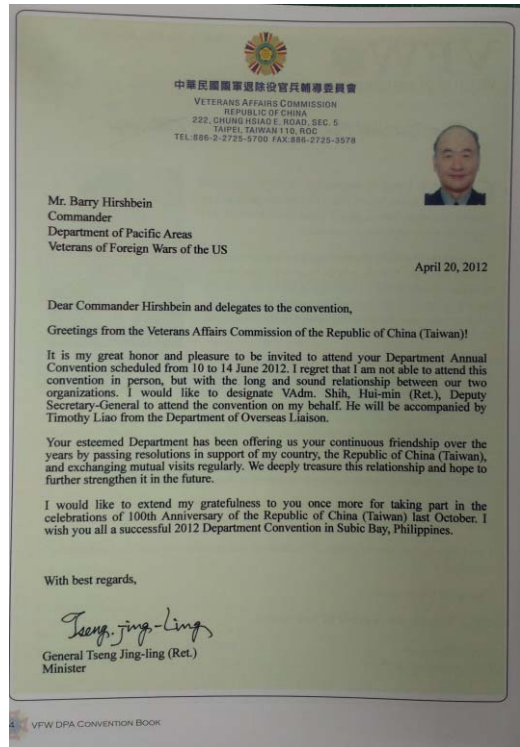 中華民國國軍退除役官兵輔導委員會
VETERANS AFFAIRS COMMISSION
REPUBLIC OF CHINA
222, CHUNG HSIAO E. ROAD, SEC. 5
TAIPEI, TAIWAN 110, ROC
TEL:886-2-2725-5700 FAX:886-2725-3578
Mr. Barry Hirshbein
Commander
Department of Pacific Areas
Veterans of Foreign Wars of the US
April 20, 2012
Dear Commander Hirshbein and delegates to the convention,
Greetings from the Veterans Affairs Commission of the Republic of China (Taiwan)!
It is my great honor and pleasure to be invited to attend your Department Annual
Convention scheduled from 10 to 14 June 2012. I regret that I am not able to attend this
convention in person, but with the long and sound relationship between our two
organizations. I would like to designate VAdm. Shih, Hui-min (Ret.), Deputy
Secretary-General to attend the convention on my behalf. He will be accompanied by
Timothy Liao from the Department of Overseas Liaison.
Your esteemed Department has been offering us your continuous friendship over the
years by passing resolutions in support of my country, the Republic of China (Taiwan),
and exchanging mutual visits regularly. We deeply treasure this relationship and hope to
further strengthen it in the future.
I would like to extend my gratefulness to you once more for taking part in the
celebrations of 100th Anniversary of the Republic of China (Taiwan) last October. I
wish you all a successful 2012 Department Convention in Subic Bay, Philippines.
With best regards,
Tseng. Jing-Ling
General Tseng Jing-ling (Ret.)
Minister
4 VFW DPA CONVENTION BOOK